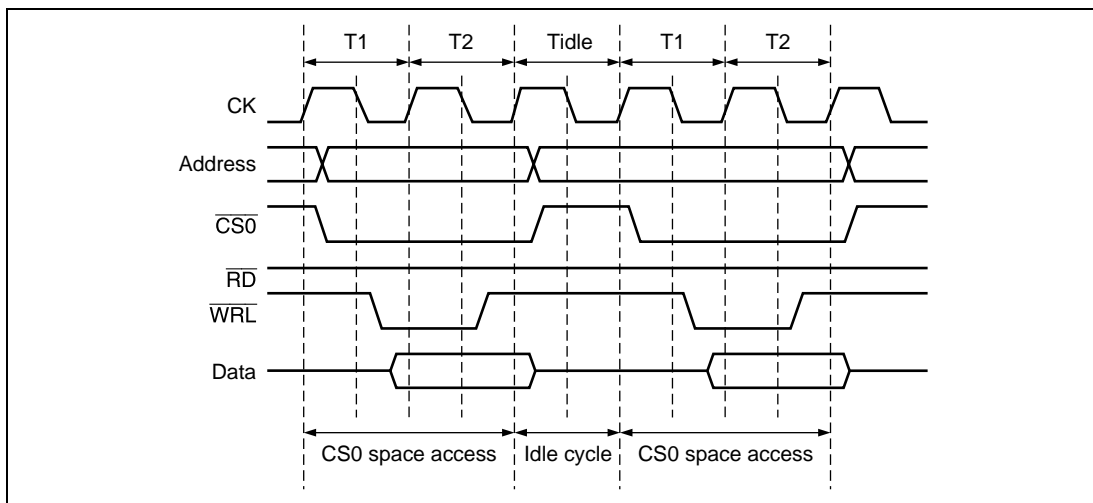 T1 T2 Tidle T1 T2
CK
Address
CS0
RD
WRL
Data
CS0 space access Idle cycle CS0 space access